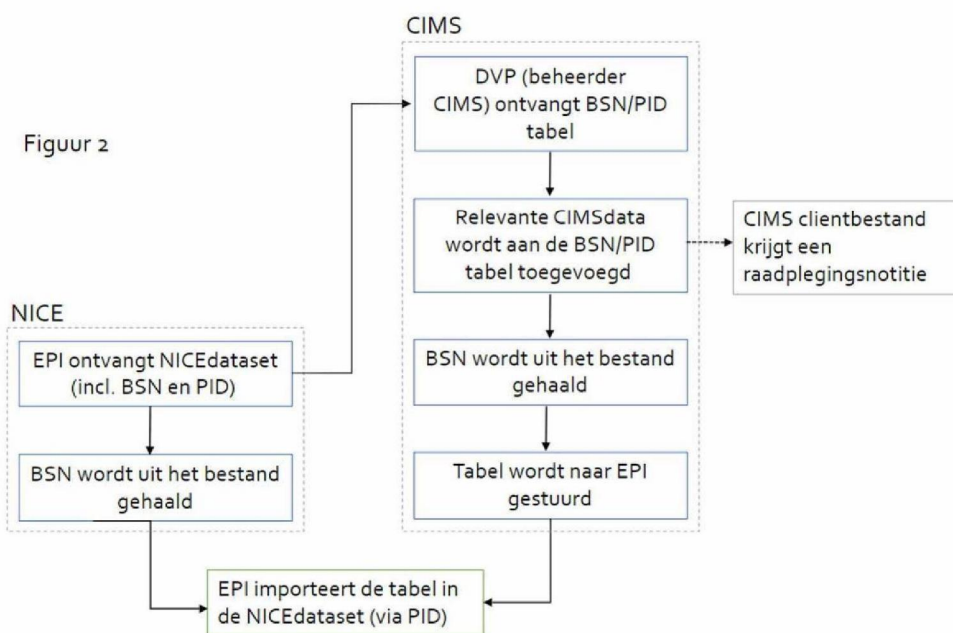 CIMS
DVP (beheerder
CIMS) ontvangt BSN/PID
tabel
Figuur 2
Relevante CIMSdata
wordt aan de BSN/PID
tabel toegevoegd
CIMS clientbestand
krijgt een
raadplegingsnotitie
NICE
EPI ontvangt NICEdataset
(incl. BSN en PID)
BSN wordt uit het bestand
gehaald
BSN wordt uit het bestand
gehaald
Tabel wordt naar EPI
gestuurd
EPI importeert de tabel in
de NICEdataset (via PID)